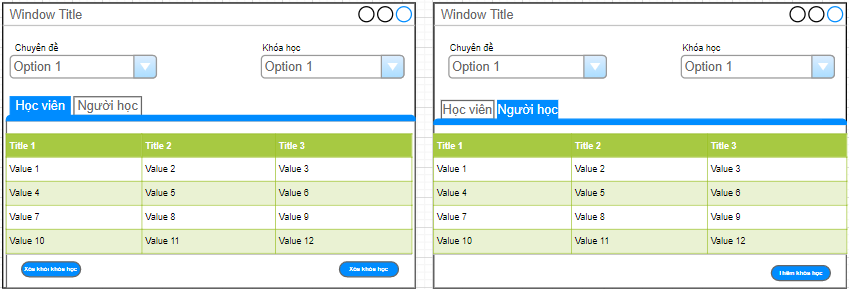 Window Title
Chuyên đề
Khóa học
Option 1
Option 1
Học viên
Người học
Title 1
Title 2
Title 3
Value 1
Value 2
Value 3
Value 4
Value 5
Value 6
Value 7
Value 8
Value 9
Value 10
Value 11
Value 12
Xóa khỏi khóa học
Xóa khóa học
Window Title
Chuyên đề
Khóa học
Option 1
Option 1
Học viên
Người học
Title 1
Title 2
Title 3
Value 1
Value 2
Value 3
Value 4
Value 5
Value 6
Value 7
Value 8
Value 9
Value 10
Value 11
Value 12
Thêm khóa học